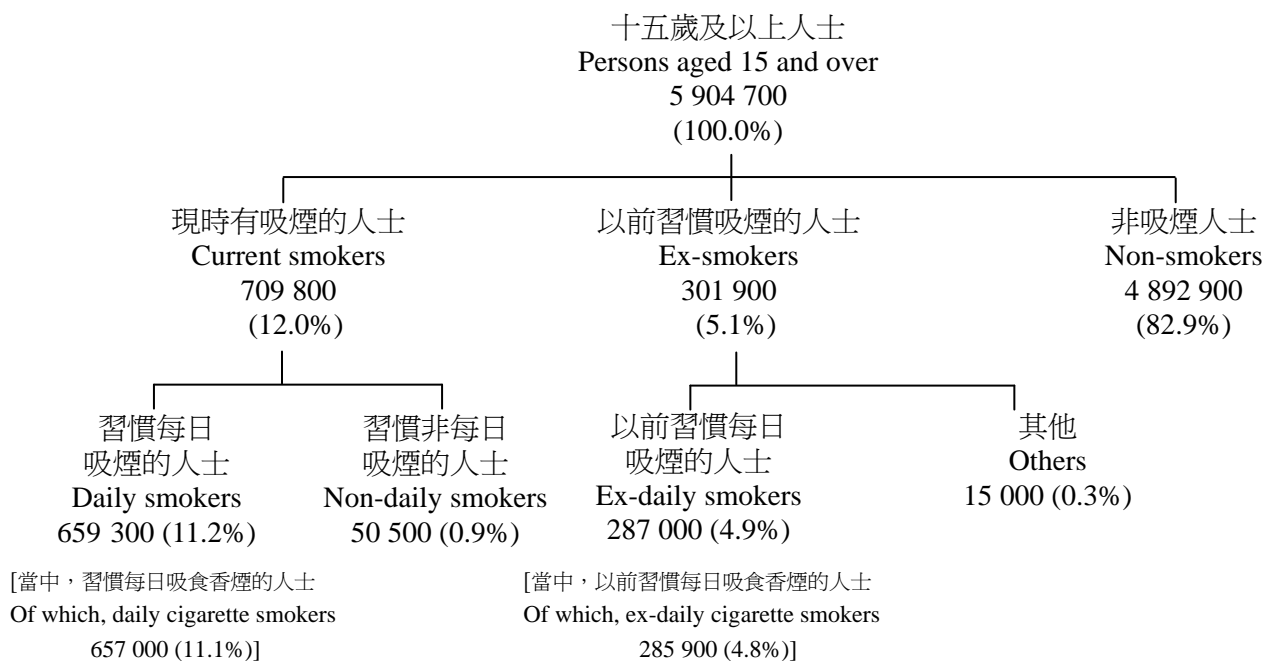 十五歲及以上人士
Persons aged 15 and over
5 904 700
(100.0%)
現時有吸煙的人士
Current smokers
709 800
(12.0%)
以前習慣吸煙的人士
Ex-smokers
301 900
(5.1%)
非吸煙人士
Non-smokers
4 892 900
(82.9%)
習慣每日
吸煙的人士
Daily smokers
659 300 (11.2%)
習慣非每日
吸煙的人士
Non-daily smokers
50 500 (0.9%)
以前習慣每日
吸煙的人士
Ex-daily smokers
287 000 (4.9%)
其他
Others
15 000 (0.3%)
[當中，習慣每日吸食香煙的人士
Of which, daily cigarette smokers
657 000 (11.1%)]
[當中，以前習慣每日吸食香煙的人士
Of which, ex-daily cigarette smokers
285 900 (4.8%)]